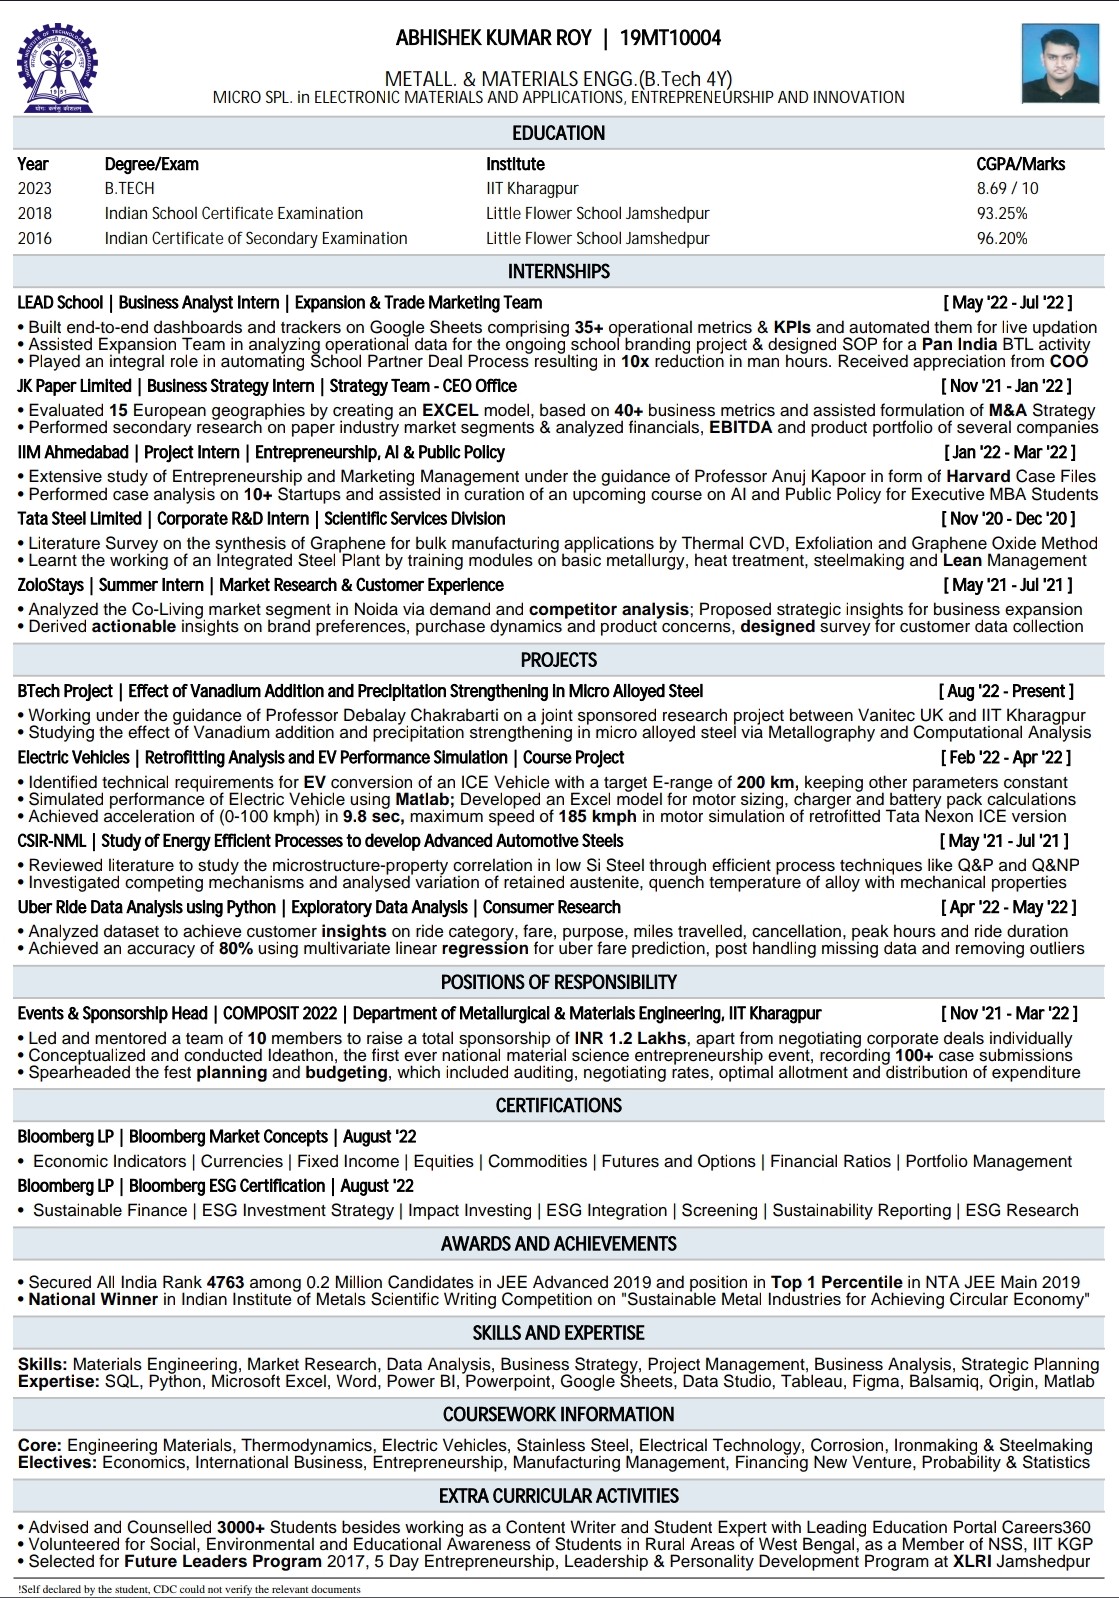 ABHISHEK KUMAR ROY | 19MT10004
METALL. & MATERIALS ENGG.(B.Tech 4Y)
MICRO SPL. in ELECTRONIC MATERIALS AND APPLICATIONS, ENTREPRENEURSHIP AND INNOVATION
EDUCATION
Year Degree/Exam Institute CGPA/Marks
2023 B.TECH IIT Kharagpur 8.69 / 10
2018 Indian School Certificate Examination Little Flower School Jamshedpur 93.25%
2016 Indian Certificate of Secondary Examination Little Flower School Jamshedpur 96.20%
INTERNSHIPS
LEAD School | Business Analyst Intern | Expansion & Trade Marketing Team [ May '22 - Jul '22 ]
• Built end-to-end dashboards and trackers on Google Sheets comprising 35+ operational metrics & KPIs and automated them for live updation
• Assisted Expansion Team in analyzing operational data for the ongoing school branding project & designed SOP for a Pan India BTL activity
• Played an integral role in automating School Partner Deal Process resulting in 10x reduction in man hours. Received appreciation from COO
JK Paper Limited | Business Strategy Intern | Strategy Team - CEO Office [ Nov '21 - Jan '22 ]
• Evaluated 15 European geographies by creating an EXCEL model, based on 40+ business metrics and assisted formulation of M&A Strategy
• Performed secondary research on paper industry market segments & analyzed financials, EBITDA and product portfolio of several companies
IIM Ahmedabad | Project Intern | Entrepreneurship, AI & Public Policy [ Jan '22 - Mar '22 ]
• Extensive study of Entrepreneurship and Marketing Management under the guidance of Professor Anuj Kapoor in form of Harvard Case Files
• Performed case analysis on 10+ Startups and assisted in curation of an upcoming course on AI and Public Policy for Executive MBA Students
Tata Steel Limited | Corporate R&D Intern | Scientific Services Division [ Nov '20 - Dec '20 ]
• Literature Survey on the synthesis of Graphene for bulk manufacturing applications by Thermal CVD, Exfoliation and Graphene Oxide Method
• Learnt the working of an Integrated Steel Plant by training modules on basic metallurgy, heat treatment, steelmaking and Lean Management
ZoloStays | Summer Intern | Market Research & Customer Experience [ May '21 - Jul '21 ]
• Analyzed the Co-Living market segment in Noida via demand and competitor analysis; Proposed strategic insights for business expansion
• Derived actionable insights on brand preferences, purchase dynamics and product concerns, designed survey for customer data collection
PROJECTS
BTech Project | Effect of Vanadium Addition and Precipitation Strengthening in Micro Alloyed Steel [ Aug '22 - Present ]
• Working under the guidance of Professor Debalay Chakrabarti on a joint sponsored research project between Vanitec UK and IIT Kharagpur
• Studying the effect of Vanadium addition and precipitation strengthening in micro alloyed steel via Metallography and Computational Analysis
Electric Vehicles | Retrofitting Analysis and EV Performance Simulation | Course Project [ Feb '22 - Apr '22 ]
• Identified technical requirements for EV conversion of an ICE Vehicle with a target E-range of 200 km, keeping other parameters constant
• Simulated performance of Electric Vehicle using Matlab; Developed an Excel model for motor sizing, charger and battery pack calculations
• Achieved acceleration of (0-100 kmph) in 9.8 sec, maximum speed of 185 kmph in motor simulation of retrofitted Tata Nexon ICE version
CSIR-NML | Study of Energy Efficient Processes to develop Advanced Automotive Steels [ May '21 - Jul '21 ]
• Reviewed literature to study the microstructure-property correlation in low Si Steel through efficient process techniques like Q&P and Q&NP
• Investigated competing mechanisms and analysed variation of retained austenite, quench temperature of alloy with mechanical properties
Uber Ride Data Analysis using Python | Exploratory Data Analysis | Consumer Research [ Apr '22 - May '22 ]
• Analyzed dataset to achieve customer insights on ride category, fare, purpose, miles travelled, cancellation, peak hours and ride duration
• Achieved an accuracy of 80% using multivariate linear regression for uber fare prediction, post handling missing data and removing outliers
POSITIONS OF RESPONSIBILITY
Events & Sponsorship Head | COMPOSIT 2022 | Department of Metallurgical & Materials Engineering, IIT Kharagpur [ Nov '21 - Mar '22 ]
• Led and mentored a team of 10 members to raise a total sponsorship of INR 1.2 Lakhs, apart from negotiating corporate deals individually
• Conceptualized and conducted Ideathon, the first ever national material science entrepreneurship event, recording 100+ case submissions
• Spearheaded the fest planning and budgeting, which included auditing, negotiating rates, optimal allotment and distribution of expenditure
CERTIFICATIONS
Bloomberg LP | Bloomberg Market Concepts | August '22
• Economic Indicators | Currencies | Fixed Income | Equities | Commodities | Futures and Options | Financial Ratios | Portfolio Management
Bloomberg LP | Bloomberg ESG Certification | August '22
• Sustainable Finance | ESG Investment Strategy | Impact Investing | ESG Integration | Screening | Sustainability Reporting | ESG Research
AWARDS AND ACHIEVEMENTS
• Secured All India Rank 4763 among 0.2 Million Candidates in JEE Advanced 2019 and position in Top 1 Percentile in NTA JEE Main 2019
• National Winner in Indian Institute of Metals Scientific Writing Competition on "Sustainable Metal Industries for Achieving Circular Economy"
SKILLS AND EXPERTISE
Skills: Materials Engineering, Market Research, Data Analysis, Business Strategy, Project Management, Business Analysis, Strategic Planning
Expertise: SQL, Python, Microsoft Excel, Word, Power BI, Powerpoint, Google Sheets, Data Studio, Tableau, Figma, Balsamiq, Origin, Matlab
COURSEWORK INFORMATION
Core: Engineering Materials, Thermodynamics, Electric Vehicles, Stainless Steel, Electrical Technology, Corrosion, Ironmaking & Steelmaking
Electives: Economics, International Business, Entrepreneurship, Manufacturing Management, Financing New Venture, Probability & Statistics
EXTRA CURRICULAR ACTIVITIES
• Advised and Counselled 3000+ Students besides working as a Content Writer and Student Expert with Leading Education Portal Careers360
• Volunteered for Social, Environmental and Educational Awareness of Students in Rural Areas of West Bengal, as a Member of NSS, IIT KGP
• Selected for Future Leaders Program 2017, 5 Day Entrepreneurship, Leadership & Personality Development Program at XLRI Jamshedpur
!Self declared by the student, CDC could not verify the relevant documents